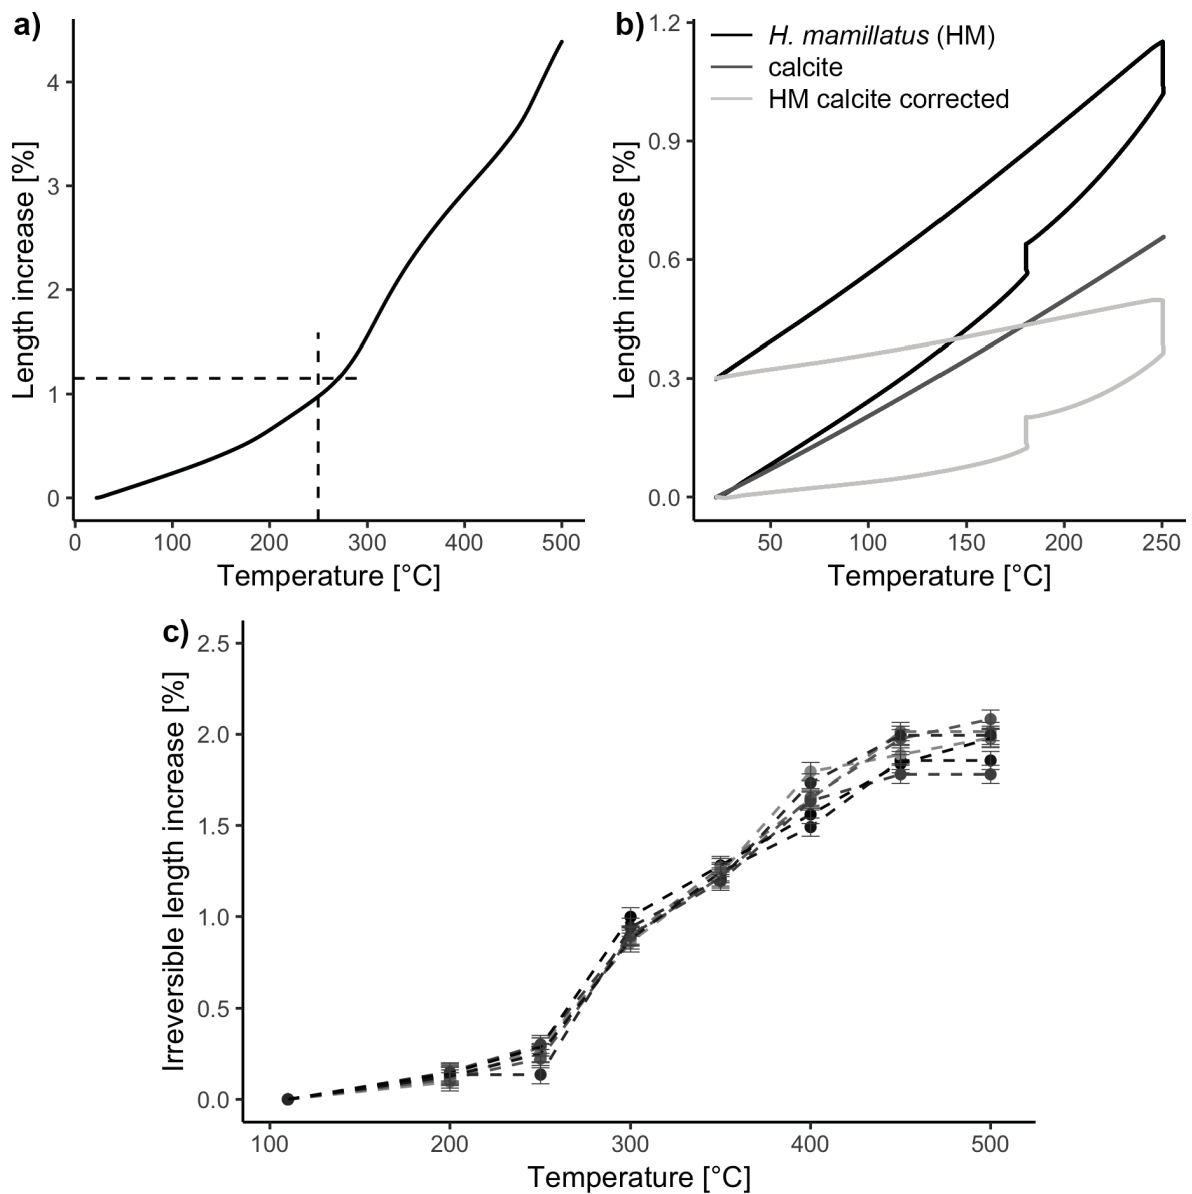 a)
Length increase [%]
4
3
2
1
0
0 100 200 300 400 500
Temperature [°C]
b)
H. mamillatus (HM)
calcite
HM calcite corrected
Length increase [%]
1.2
0.9
0.6
0.3
0.0
50 100 150 200 250
Temperature [°C]
c)
Irreversible length increase [%]
2.5
2.0
1.5
1.0
0.5
0.0
100 200 300 400 500
Temperature [°C]